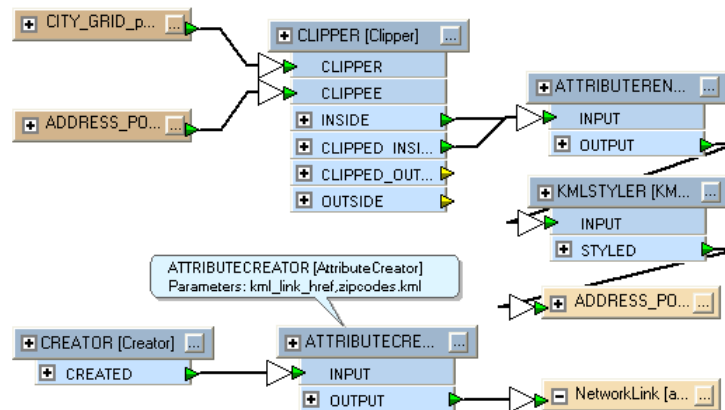 CITY_GRID_p...
ADDRESS_PO...
CLIPPER [Clipper]
CLIPPER
CLIPPEE
INSIDE
CLIPPED_INSI...
CLIPPED_OUT...
OUTSIDE
ATTRIBUTEREN...
INPUT
OUTPUT
KMLSTYLER [KM...
INPUT
STYLED
ADDRESS_PO...
ATTRIBUTECREATOR [AttributeCreator]
Parameters: kml_link_href,zipcodes.kml
CREATOR [Creator]
CREATED
ATTRIBUTECRE...
INPUT
OUTPUT
NetworkLink [a...